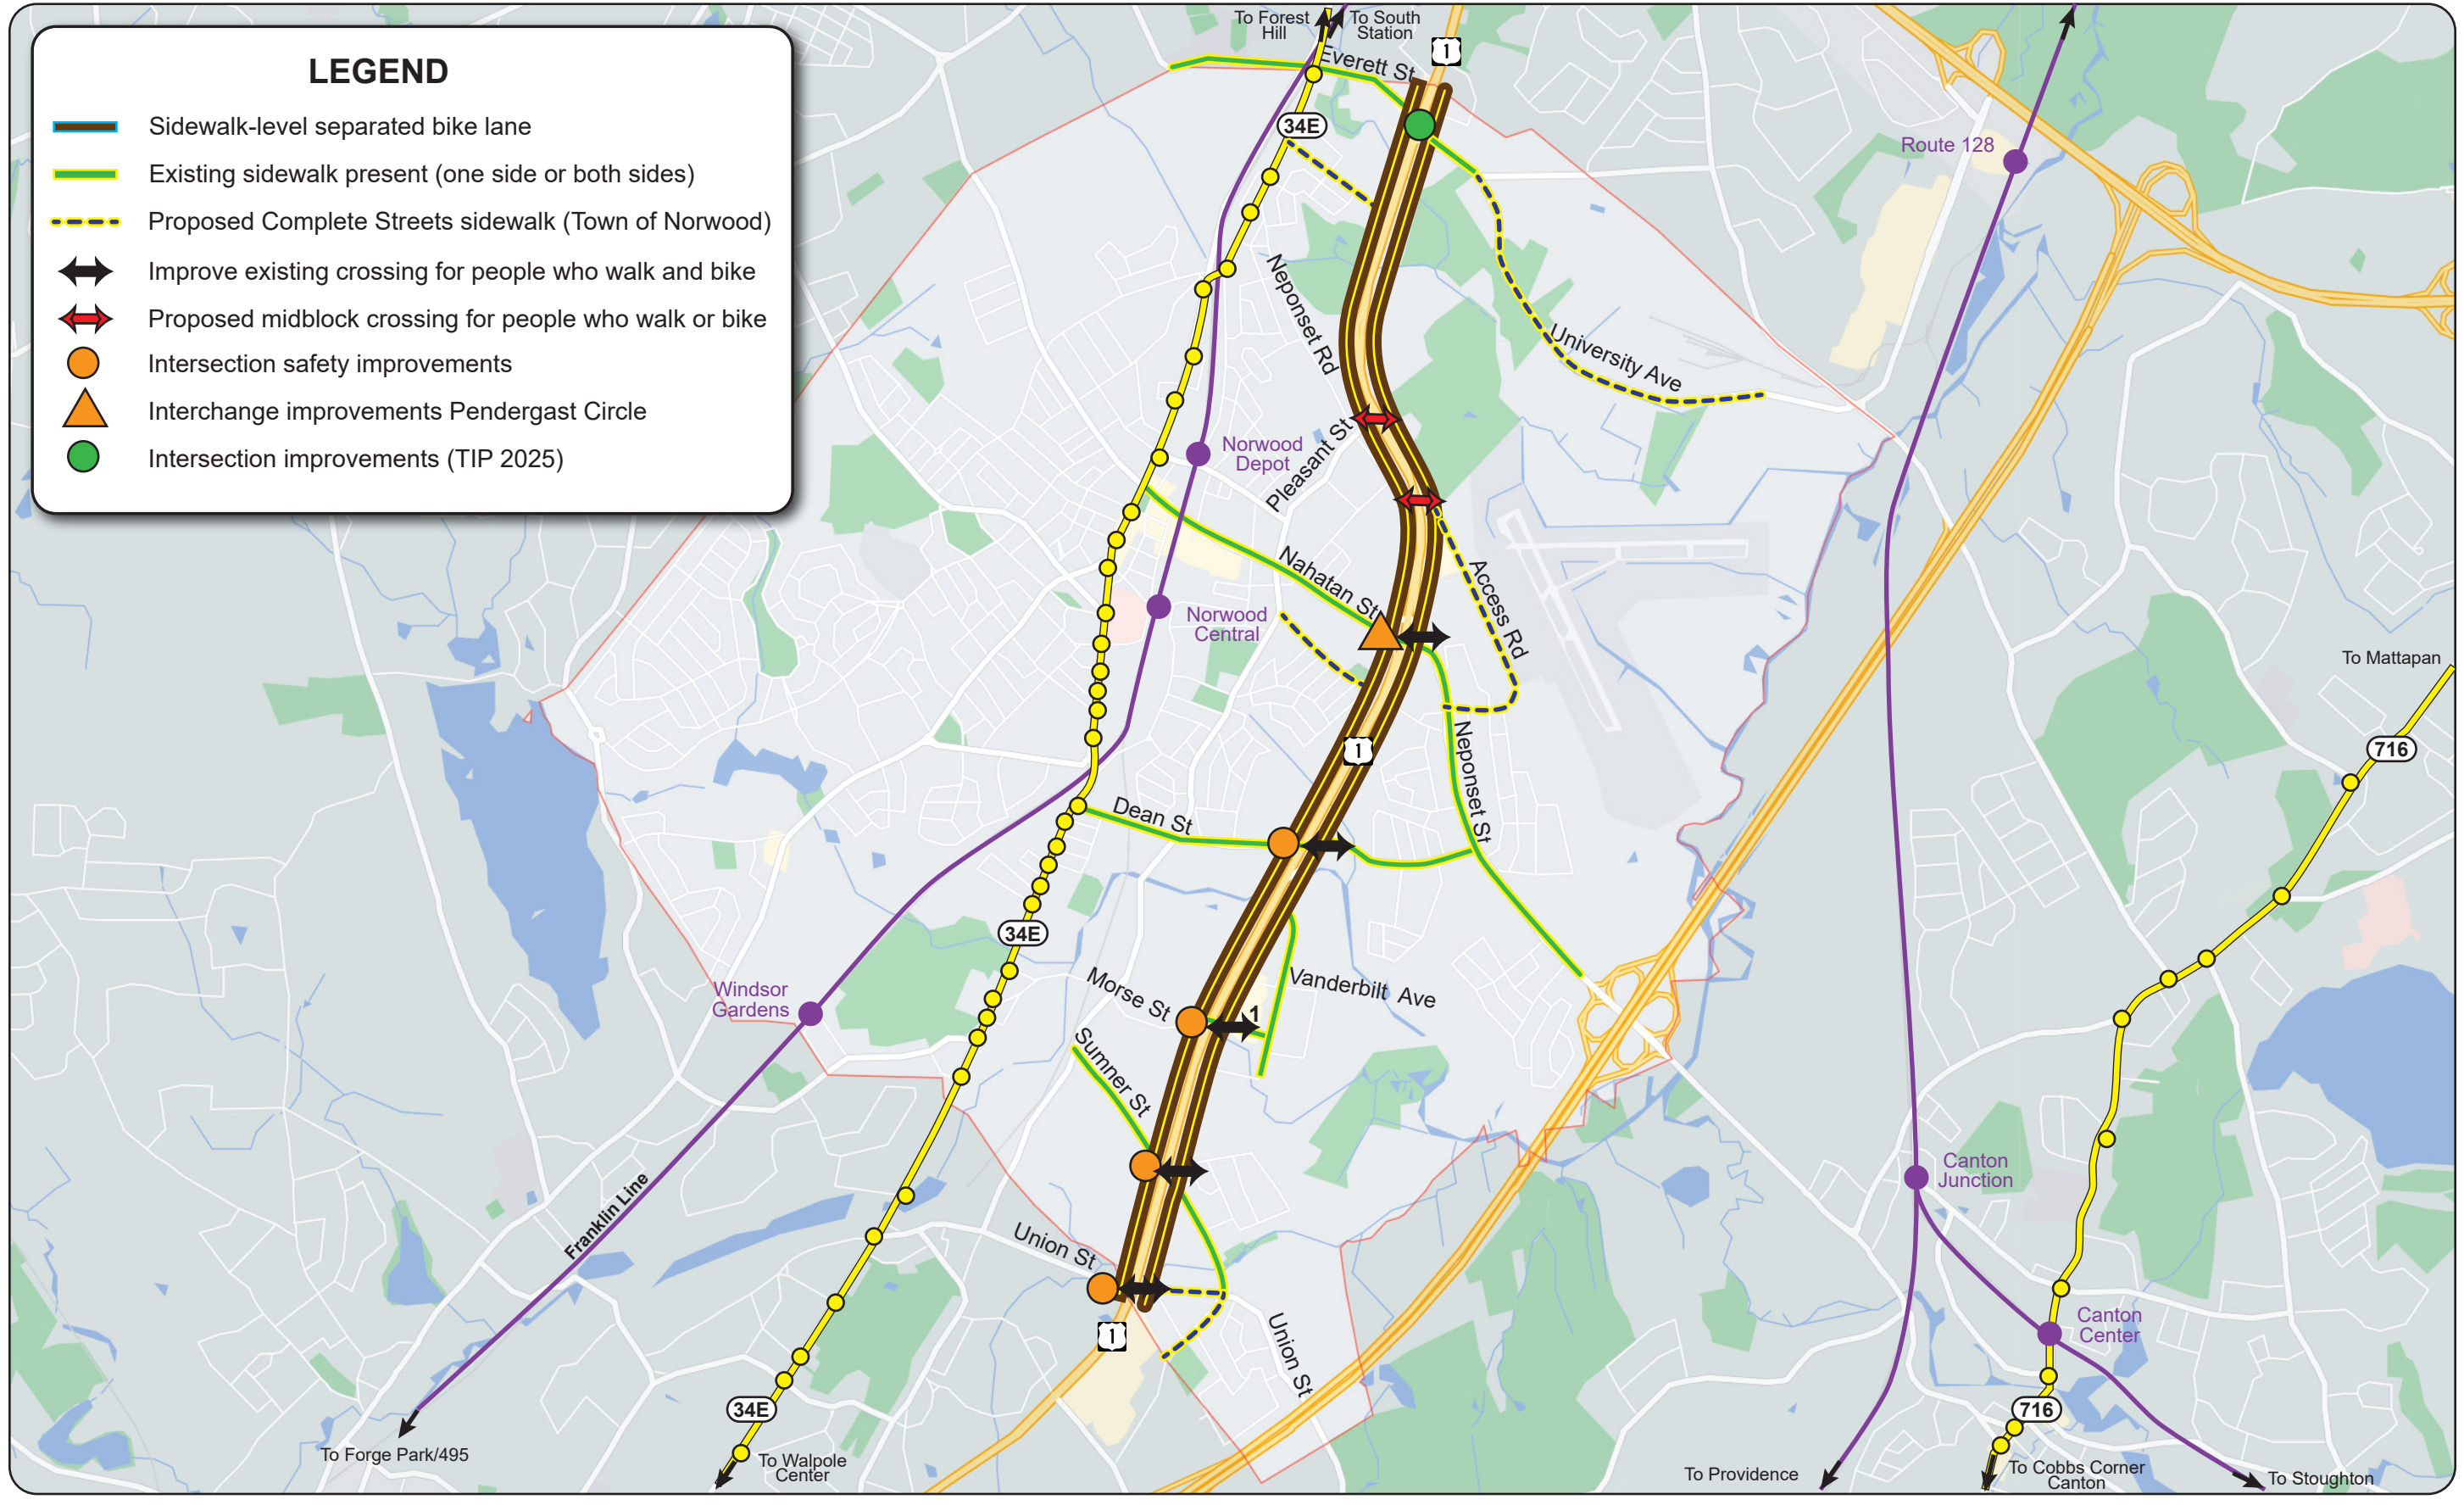 LEGEND
Sidewalk-level separated bike lane
Existing sidewalk present (one side or both sides)
Proposed Complete Streets sidewalk (Town of Norwood)
Improve existing crossing for people who walk and bike
Proposed midblock crossing for people who walk or bike
Intersection safety improvements
Interchange improvements Pendergast Circle
Intersection improvements (TIP 2025)
To Forest
Hill
To South
Station
1
Everett St
34E
Route 128
Neponset Rd
University Ave
Pleasant St
Norwood
Depot
Nahatan St
Access Rd
Norwood
Central
To Mattapan
716
1
Neponset St
Dean St
34E
Windsor
Gardens
Morse St
Vanderbilt Ave
1
Sumner St
Canton
Junction
Franklin Line
Union St
1
Union St
Canton
Center
34E
716
To Forge Park/495
To Walpole
Center
To Providence
To Cobbs Corner
Canton
To Stoughton